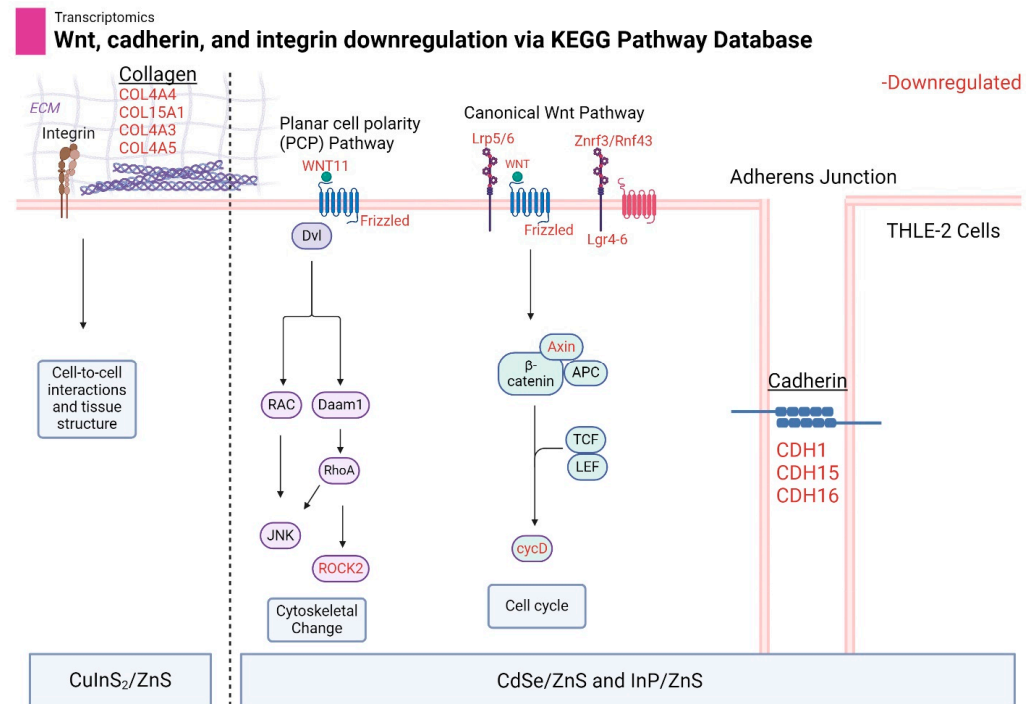 Transcriptomics
Wnt, cadherin, and integrin downregulation via KEGG Pathway Database
-Downregulated
Collagen
COL4A4
COL15A1
COL4A3
COL4A5
ECM
Integrin
Cell-to-cell
interactions
and tissue
structure
CuInS₂/ZnS
Planar cell polarity
(PCP) Pathway
WNT11
Frizzled
Dvl
RAC
Daam1
RhoA
JNK
ROCK2
Cytoskeletal
Change
Canonical Wnt Pathway
Lrp5/6
WNT
Znrf3/Rnf43
Frizzled
Lgr4-6
Axin
β-
catenin
APC
TCF
LEF
cycD
Cell cycle
Adherens Junction
THLE-2 Cells
Cadherin
CDH1
CDH15
CDH16
CdSe/ZnS and InP/ZnS